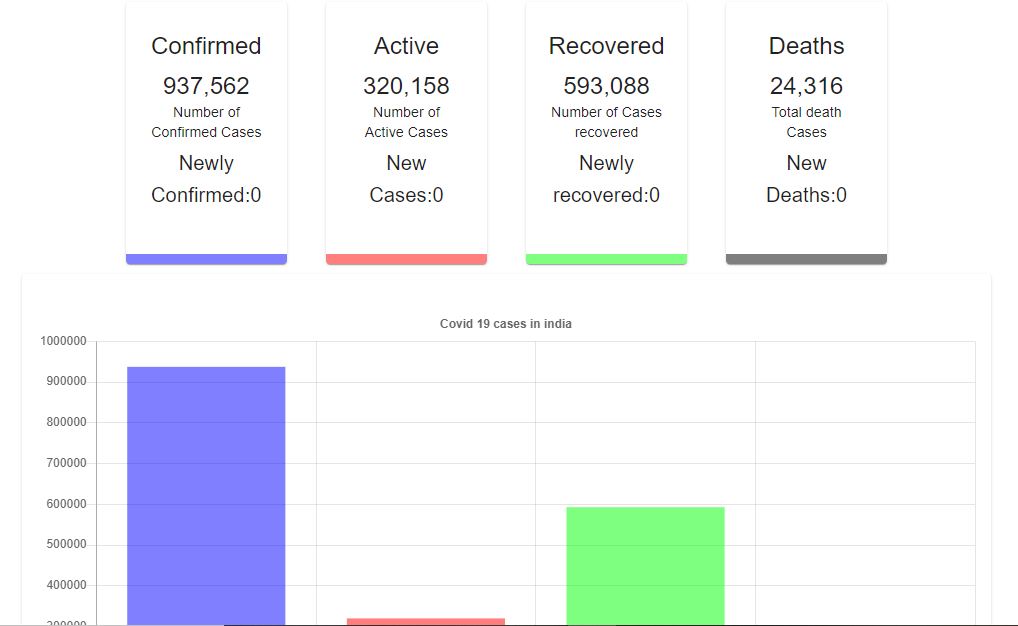 Confirmed
937,562
Number of
Confirmed Cases
Newly
Confirmed:0
Active
320,158
Number of
Active Cases
New
Cases:0
Recovered
593,088
Number of Cases
recovered
Newly
recovered:0
Deaths
24,316
Total death
Cases
New
Deaths:0
Covid 19 cases in india
1000000
900000
800000
700000
600000
500000
400000
300000